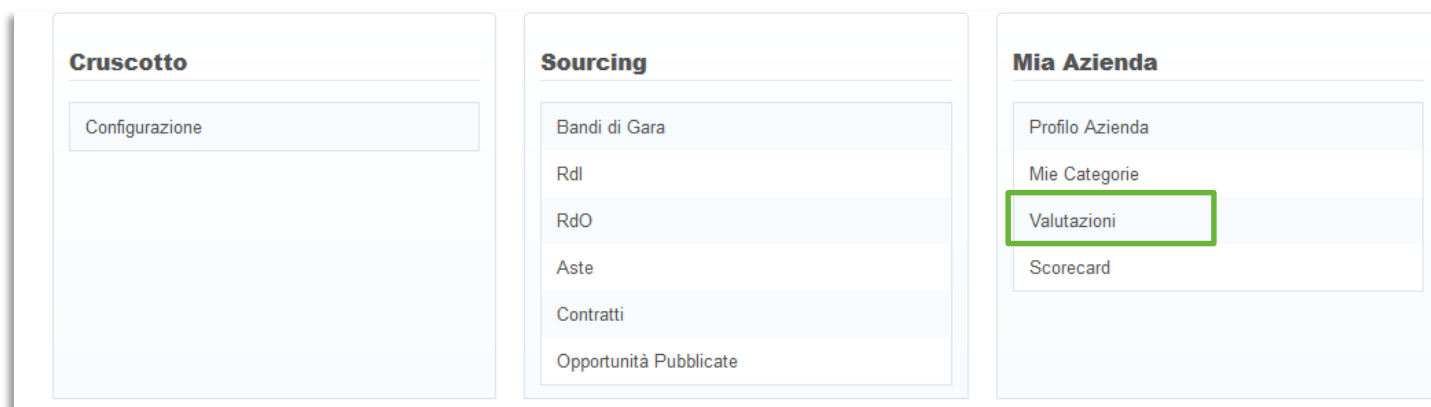 Cruscotto
Configurazione
Sourcing
Bandi di Gara
RdI
RdO
Aste
Contratti
Opportunità Pubblicate
Mia Azienda
Profilo Azienda
Mie Categorie
Valutazioni
Scorecard